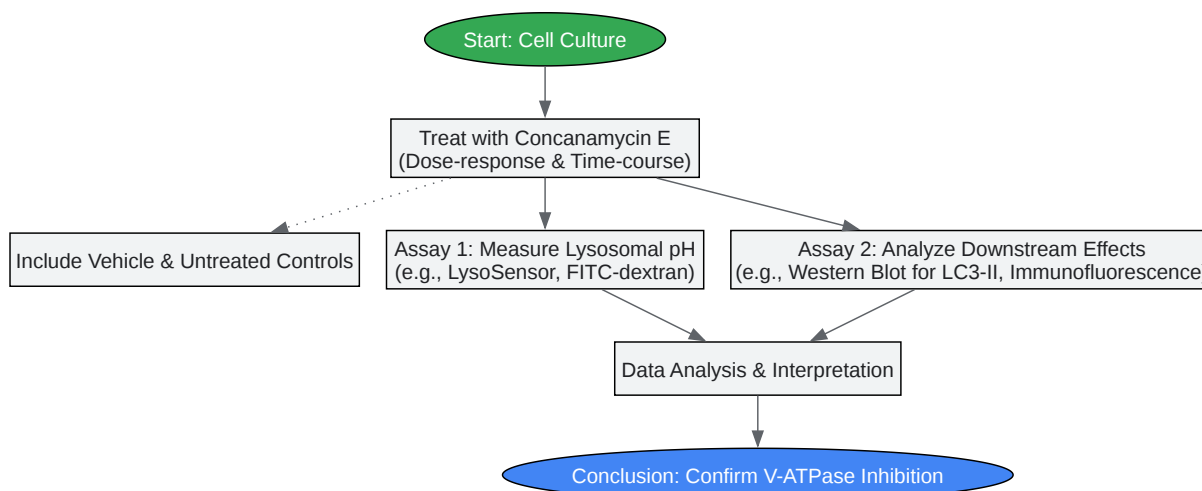 Start: Cell Culture
Treat with Concanamycin E
(Dose-response & Time-course)
Include Vehicle & Untreated Controls
Assay 1: Measure Lysosomal pH
(e.g., LysoSensor, FITC-dextran)
Assay 2: Analyze Downstream Effects
(e.g., Western Blot for LC3-II, Immunofluorescence)
Data Analysis & Interpretation
Conclusion: Confirm V-ATPase Inhibition